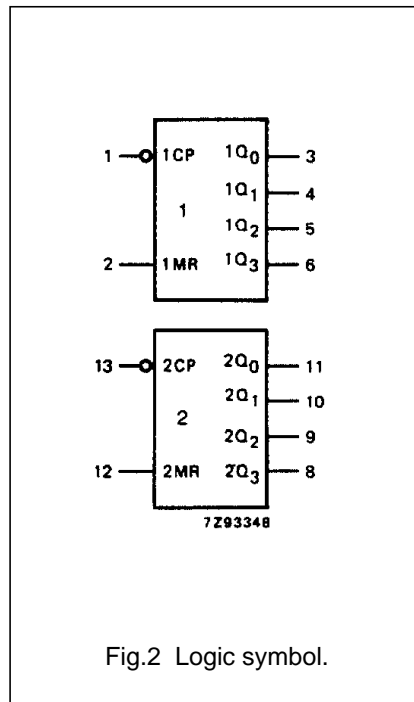 1 1CP 1Q0 3
1Q1 4
1
1Q2 5
2 1MR 1Q3 6
13 2CP 2Q0 11
2Q1 10
2
2Q2 9
12 2MR 2Q3 8
7Z93348
Fig.2 Logic symbol.